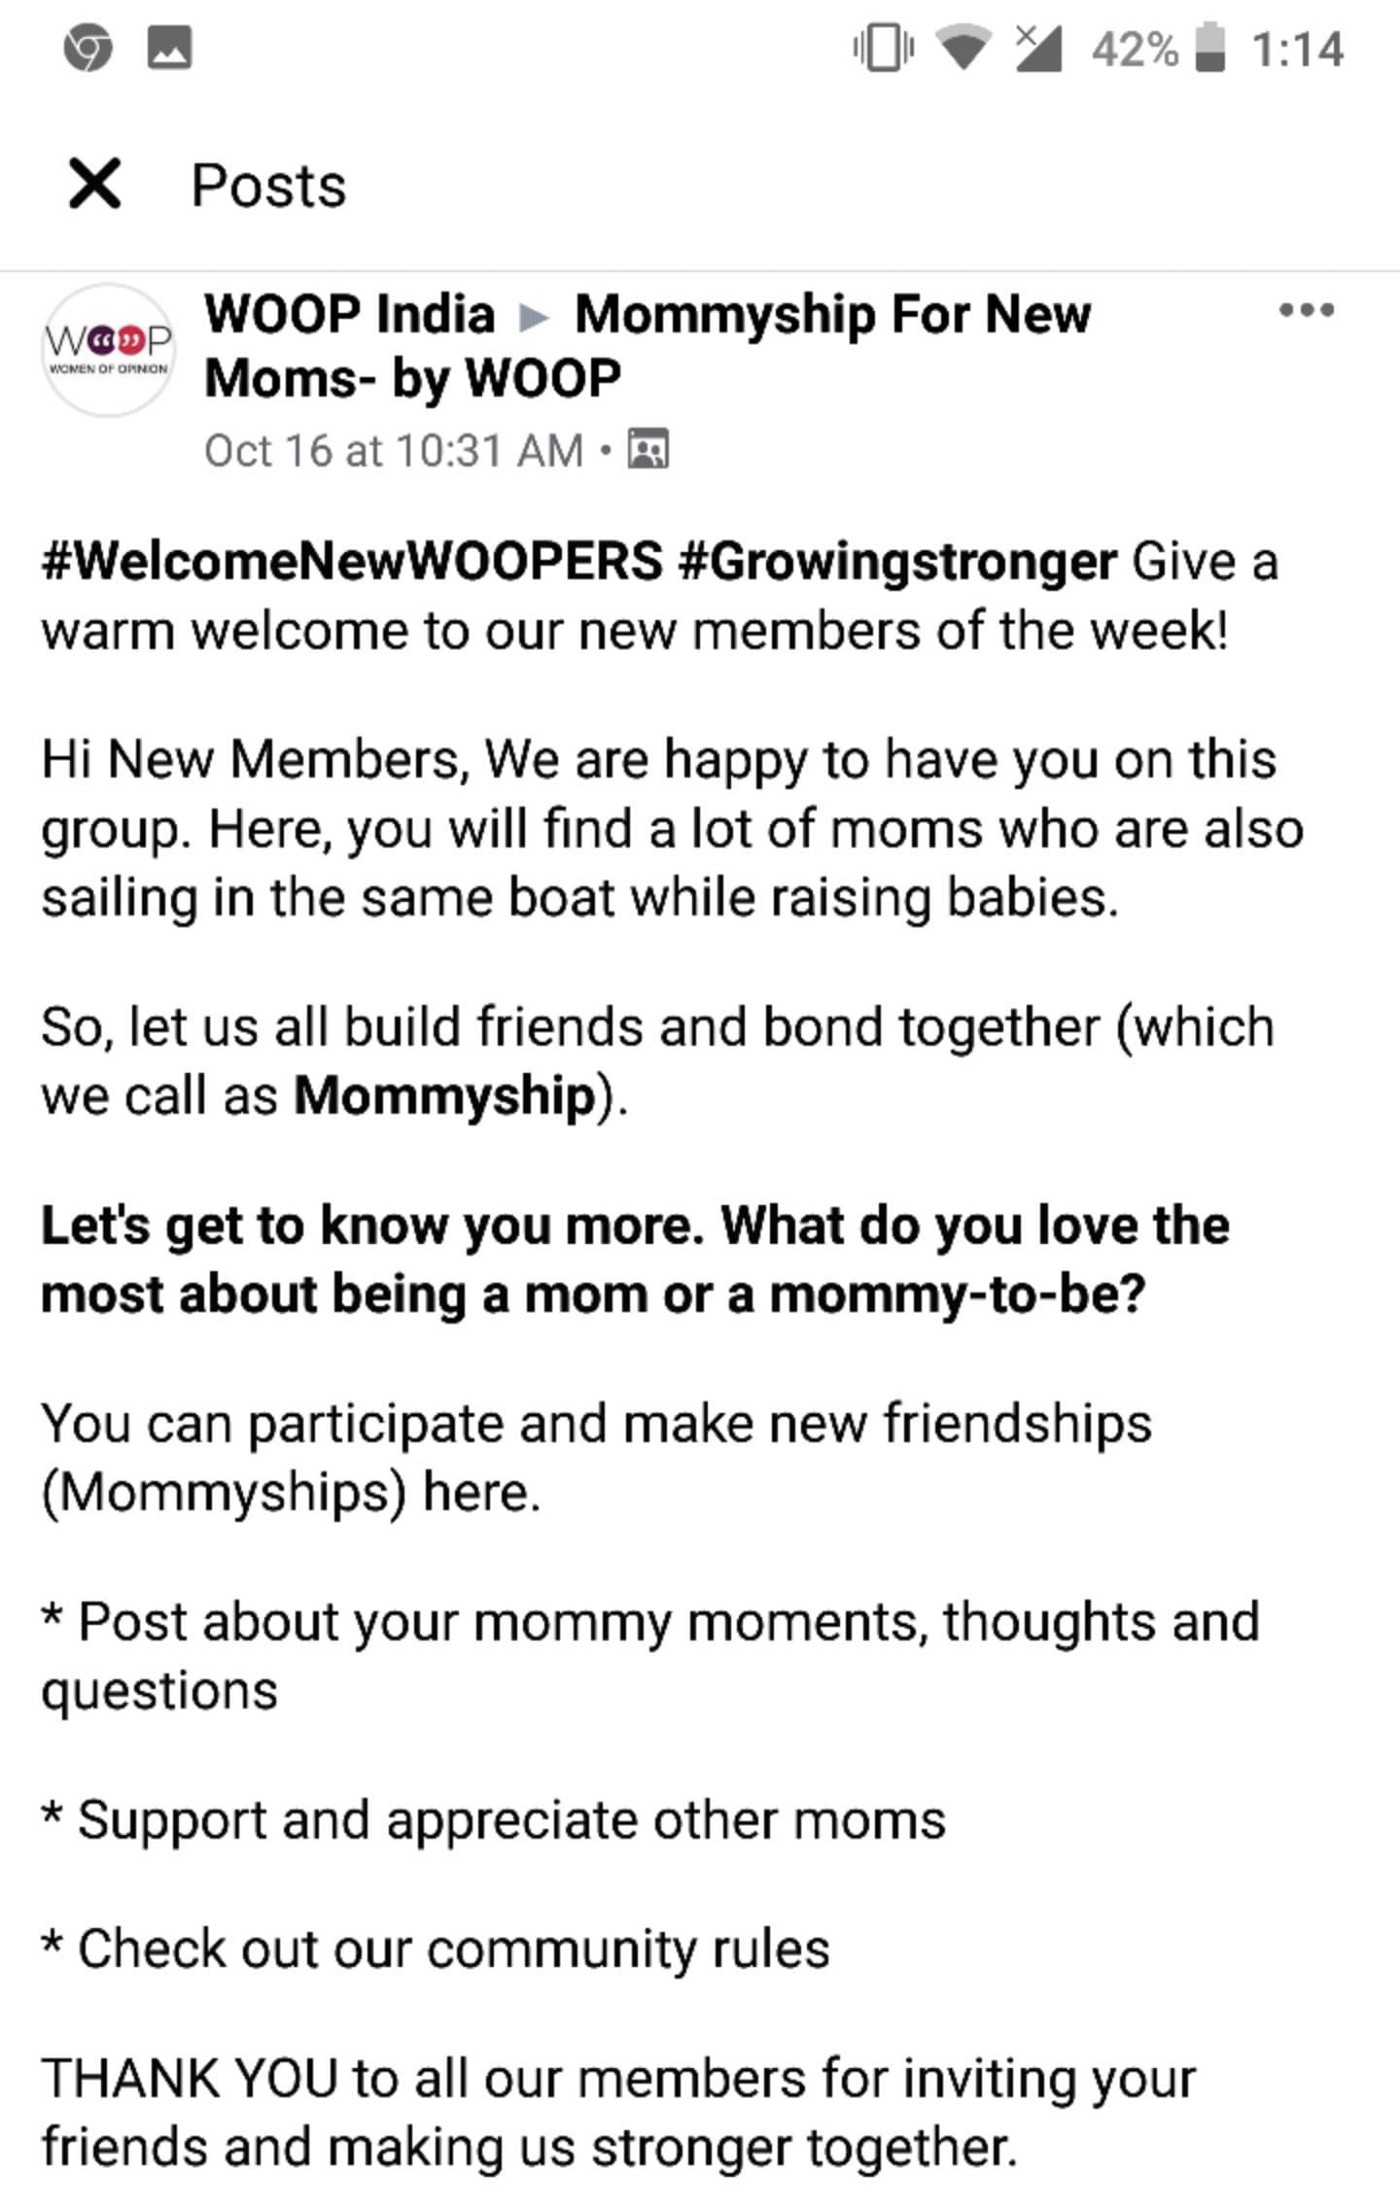 42% 1:14
Posts
WOOP
WOMEN OF OPINION
WOOP India ▶ Mommyship For New
Moms- by WOOP
Oct 16 at 10:31 AM •
#WelcomeNewWOOPERS #Growingstronger Give a
warm welcome to our new members of the week!
Hi New Members, We are happy to have you on this
group. Here, you will find a lot of moms who are also
sailing in the same boat while raising babies.
So, let us all build friends and bond together (which
we call as Mommyship).
Let's get to know you more. What do you love the
most about being a mom or a mommy-to-be?
You can participate and make new friendships
(Mommyships) here.
* Post about your mommy moments, thoughts and
questions
* Support and appreciate other moms
* Check out our community rules
THANK YOU to all our members for inviting your
friends and making us stronger together.